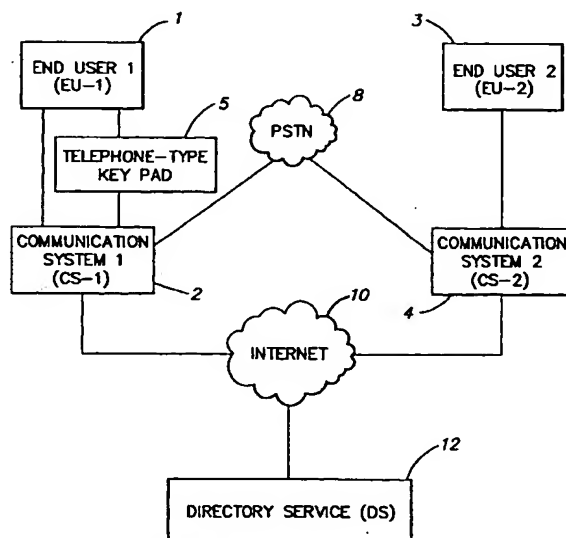 1
END USER 1
(EU-1)
3
END USER 2
(EU-2)
5
TELEPHONE-TYPE
KEY PAD
8
PSTN
COMMUNICATION
SYSTEM 1
(CS-1)
2
COMMUNICATION
SYSTEM 2
(CS-2)
4
10
INTERNET
12
DIRECTORY SERVICE (DS)